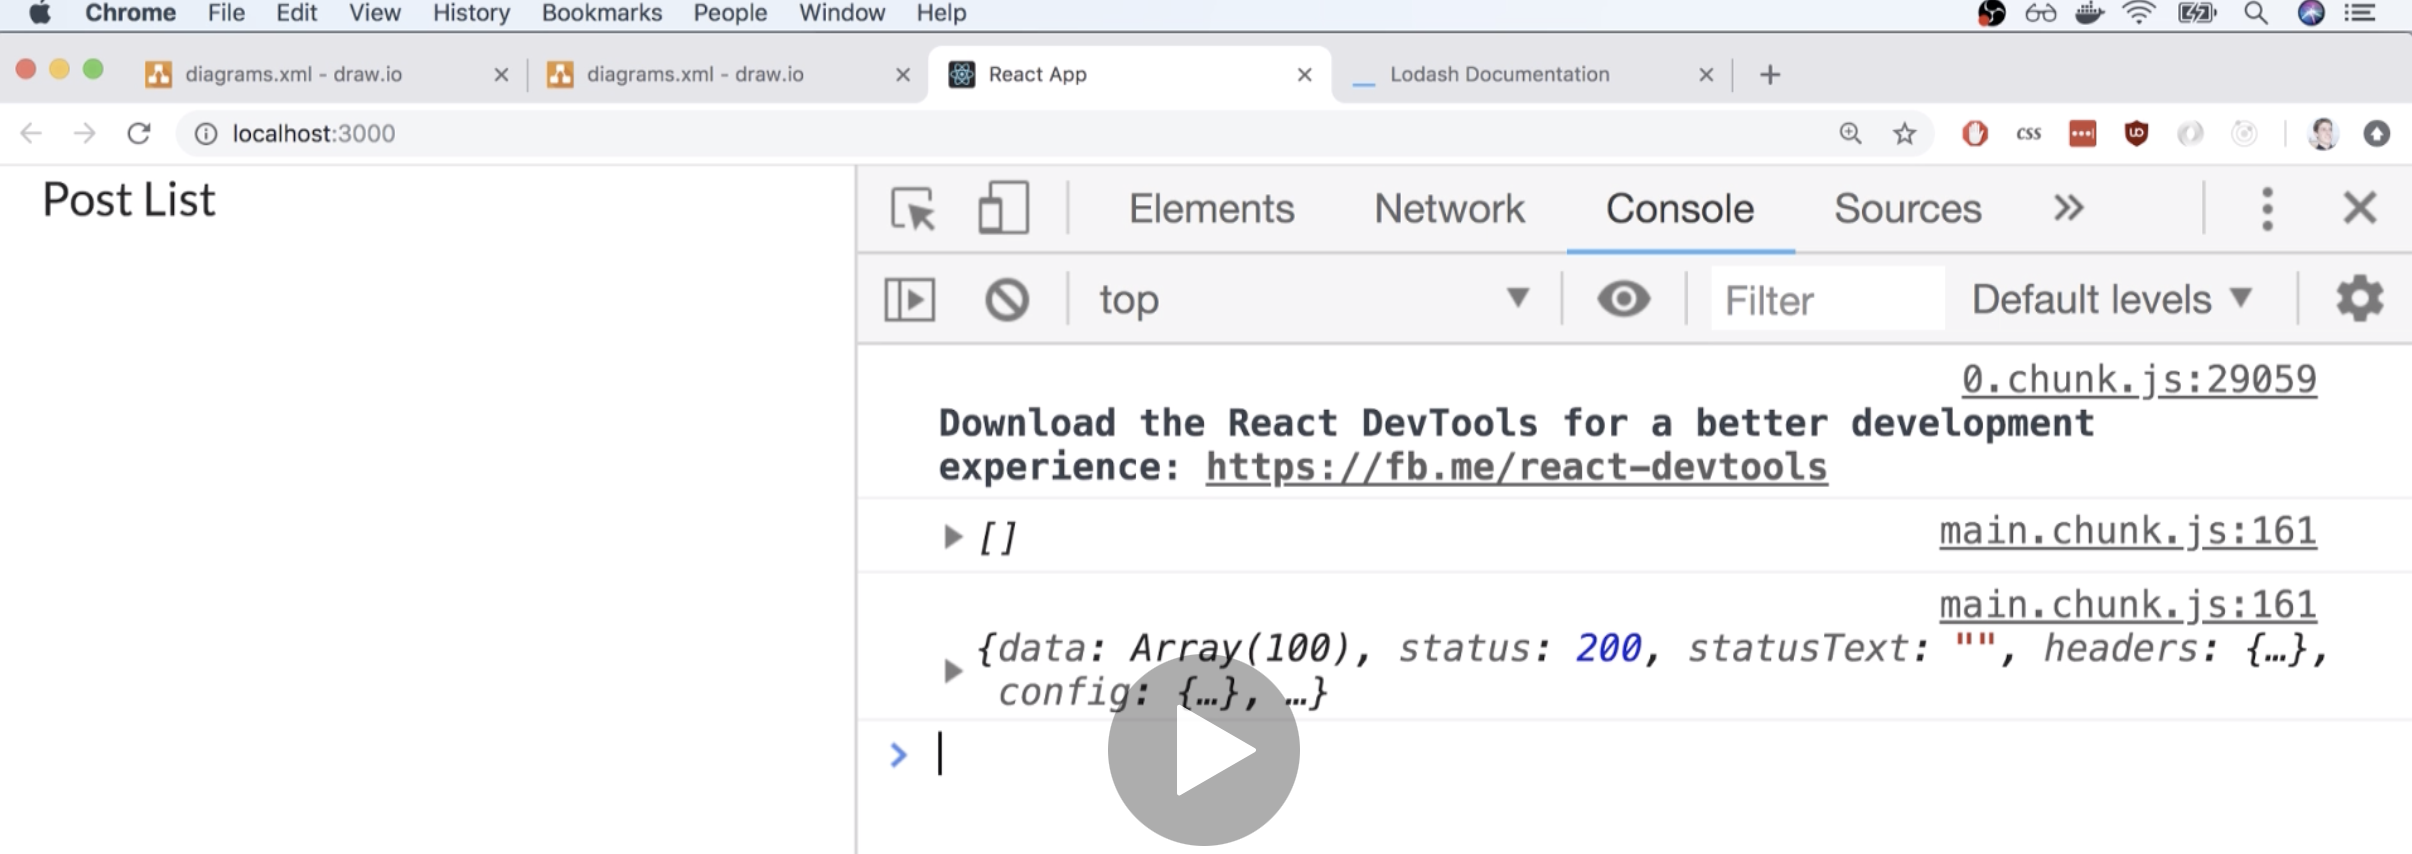 Chrome File Edit View History Bookmarks People Window Help
diagrams.xml - draw.io diagrams.xml - draw.io React App Lodash Documentation
localhost:3000 css
Post List
Elements Network Console Sources
top Filter Default levels
0.chunk.js:29059
Download the React DevTools for a better development
experience: https://fb.me/react-devtools
[] main.chunk.js:161
main.chunk.js:161
{data: Array(100), status: 200, statusText: "", headers: {…},
config: {…}, …}